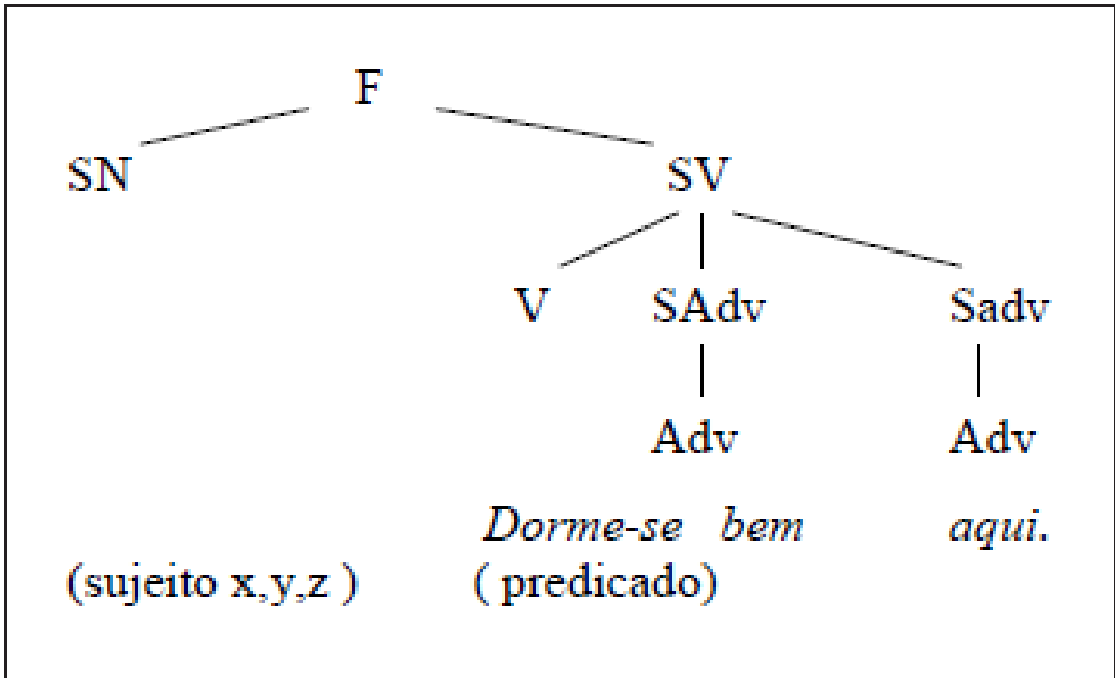 F
SN SV
V SAdv Sadv
Adv Adv
Dorme-se bem aqui.
(sujeito x,y,z ) ( predicado)